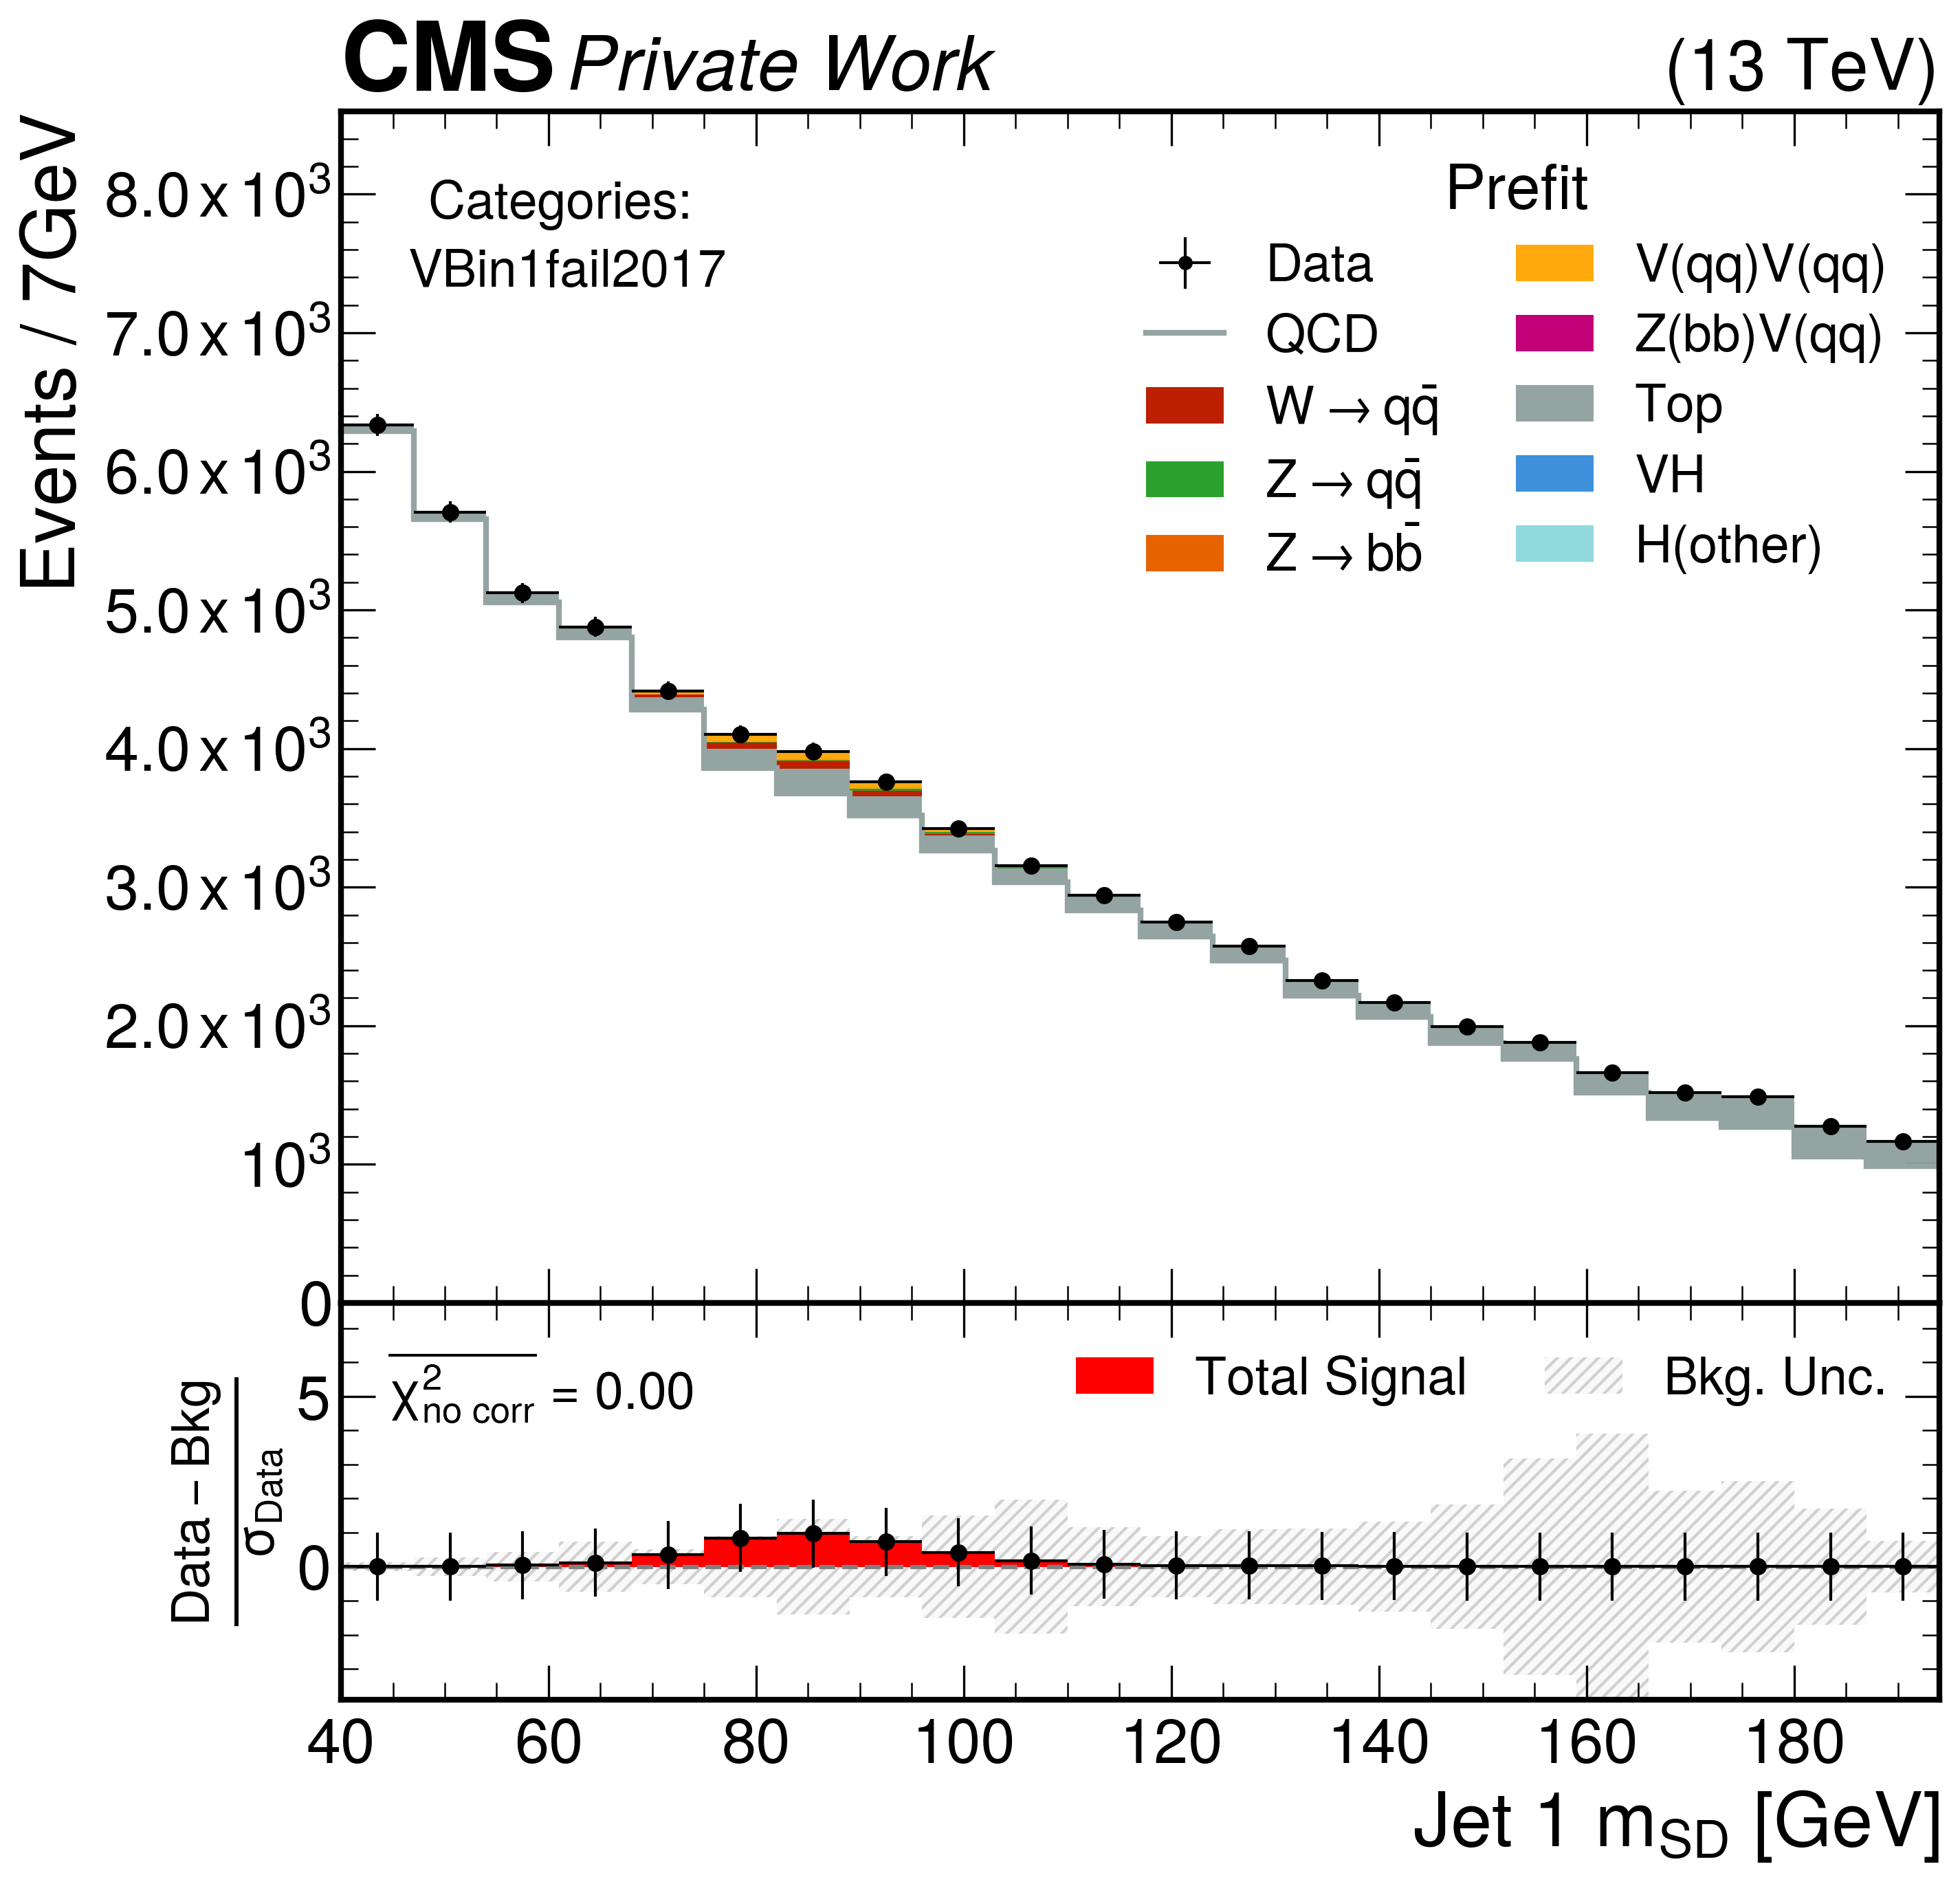 CMS Private Work (13 TeV)
Events / 7GeV
8.0 x 10³
7.0 x 10³
6.0 x 10³
5.0 x 10³
4.0 x 10³
3.0 x 10³
2.0 x 10³
10³
0
Categories:
VBin1fail2017
Prefit
Data
QCD
W → qq̄
Z → qq̄
Z → bb̄
V(qq)V(qq)
Z(bb)V(qq)
Top
VH
H(other)
Data − Bkg
σ_Data
5
0
χ²_no corr = 0.00
Total Signal
Bkg. Unc.
40 60 80 100 120 140 160 180
Jet 1 m_SD [GeV]